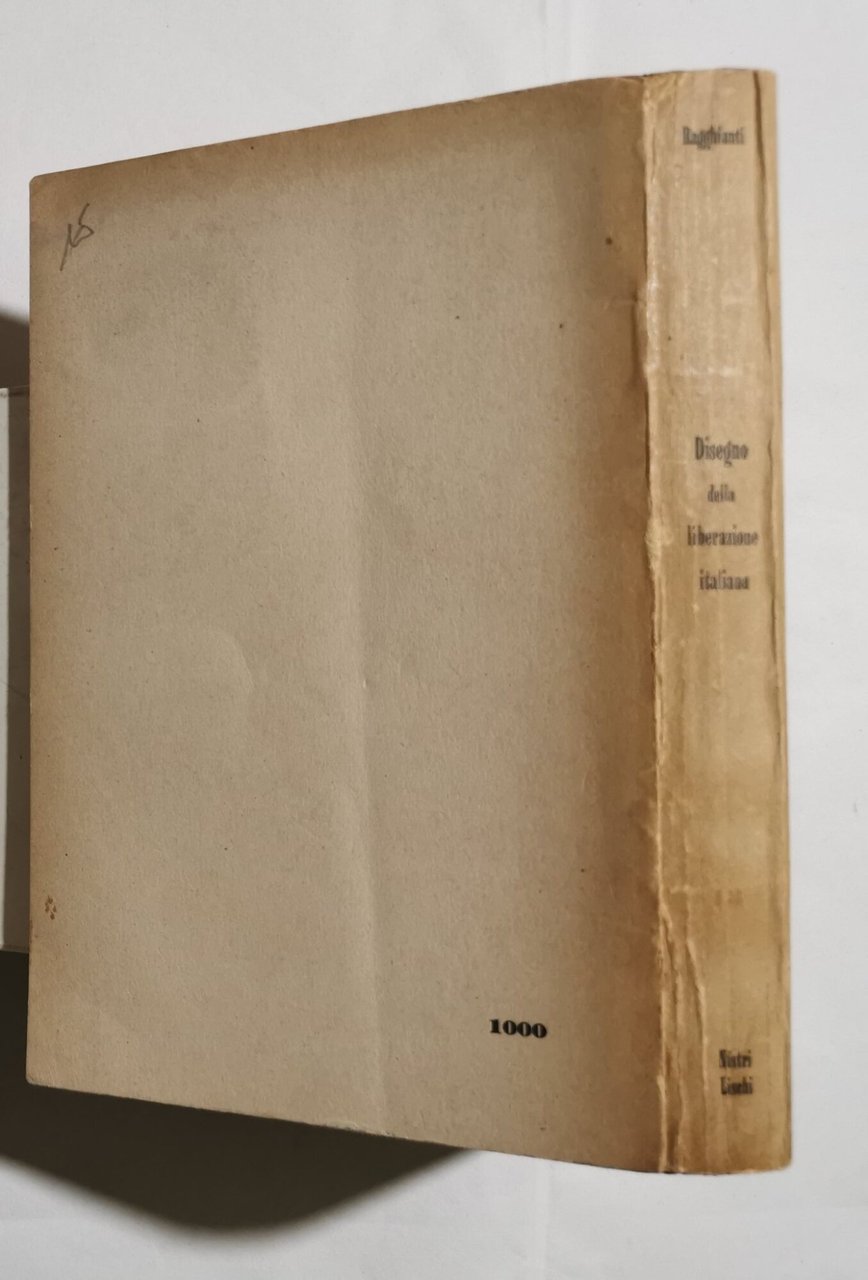 Ragghianti
Disegno
della
liberazione
italiana
Nistri
Lischi
1000